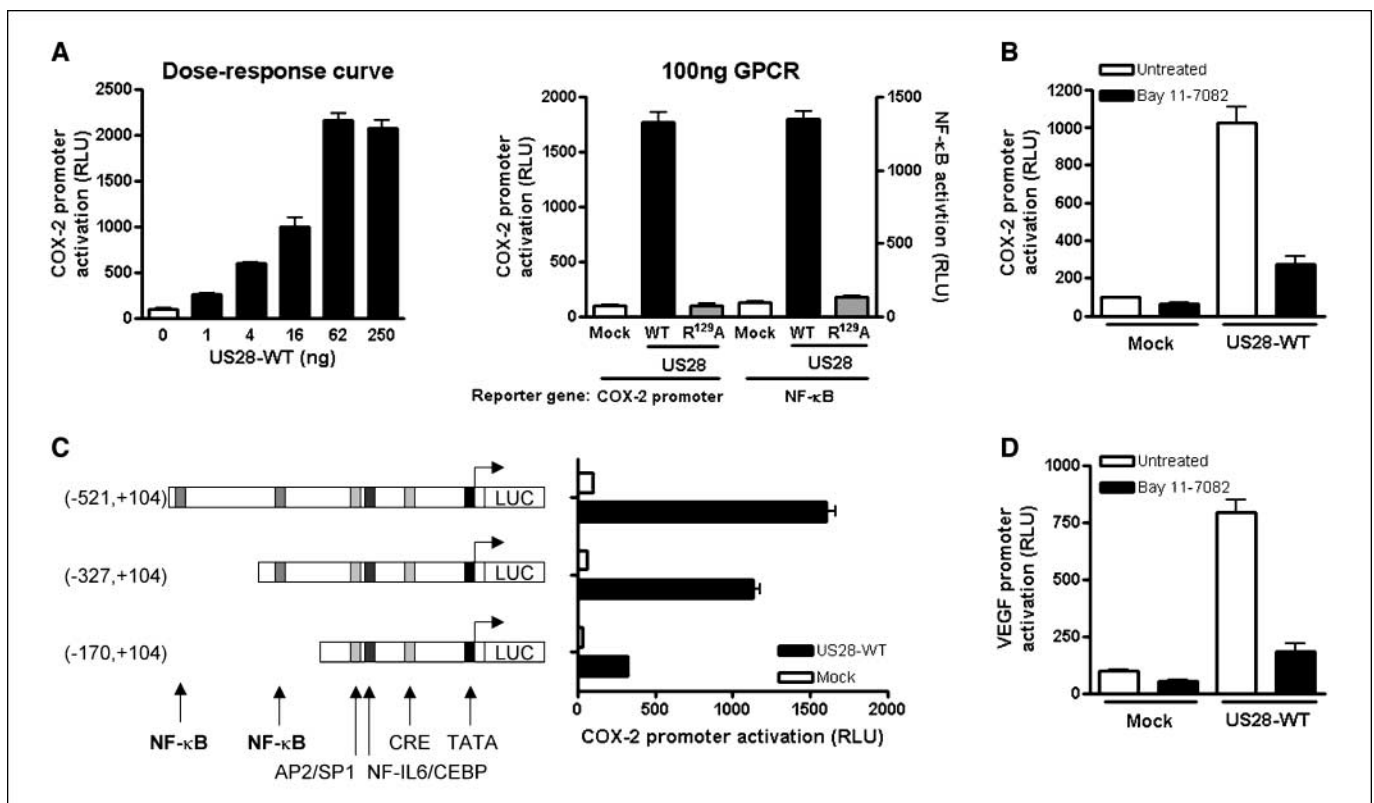 A
Dose-response curve
COX-2 promoter
activation (RLU)
2500
2000
1500
1000
500
0
0 1 4 16 62 250
US28-WT (ng)
100ng GPCR
COX-2 promoter
activation (RLU)
2000
1500
1000
500
0
NF-κB activtion (RLU)
1500
1000
500
0
Mock WT R¹²⁹A Mock WT R¹²⁹A
US28 US28
Reporter gene: COX-2 promoter NF-κB
B
Untreated
Bay 11-7082
COX-2 promoter
activation (RLU)
1200
1000
800
600
400
200
0
Mock US28-WT
C
(-521,+104) LUC
(-327,+104) LUC
(-170,+104) LUC
NF-κB NF-κB CRE TATA
AP2/SP1 NF-IL6/CEBP
US28-WT
Mock
0 500 1000 1500 2000
COX-2 promoter activation (RLU)
D
Untreated
Bay 11-7082
VEGF promoter
activation (RLU)
1000
750
500
250
0
Mock US28-WT